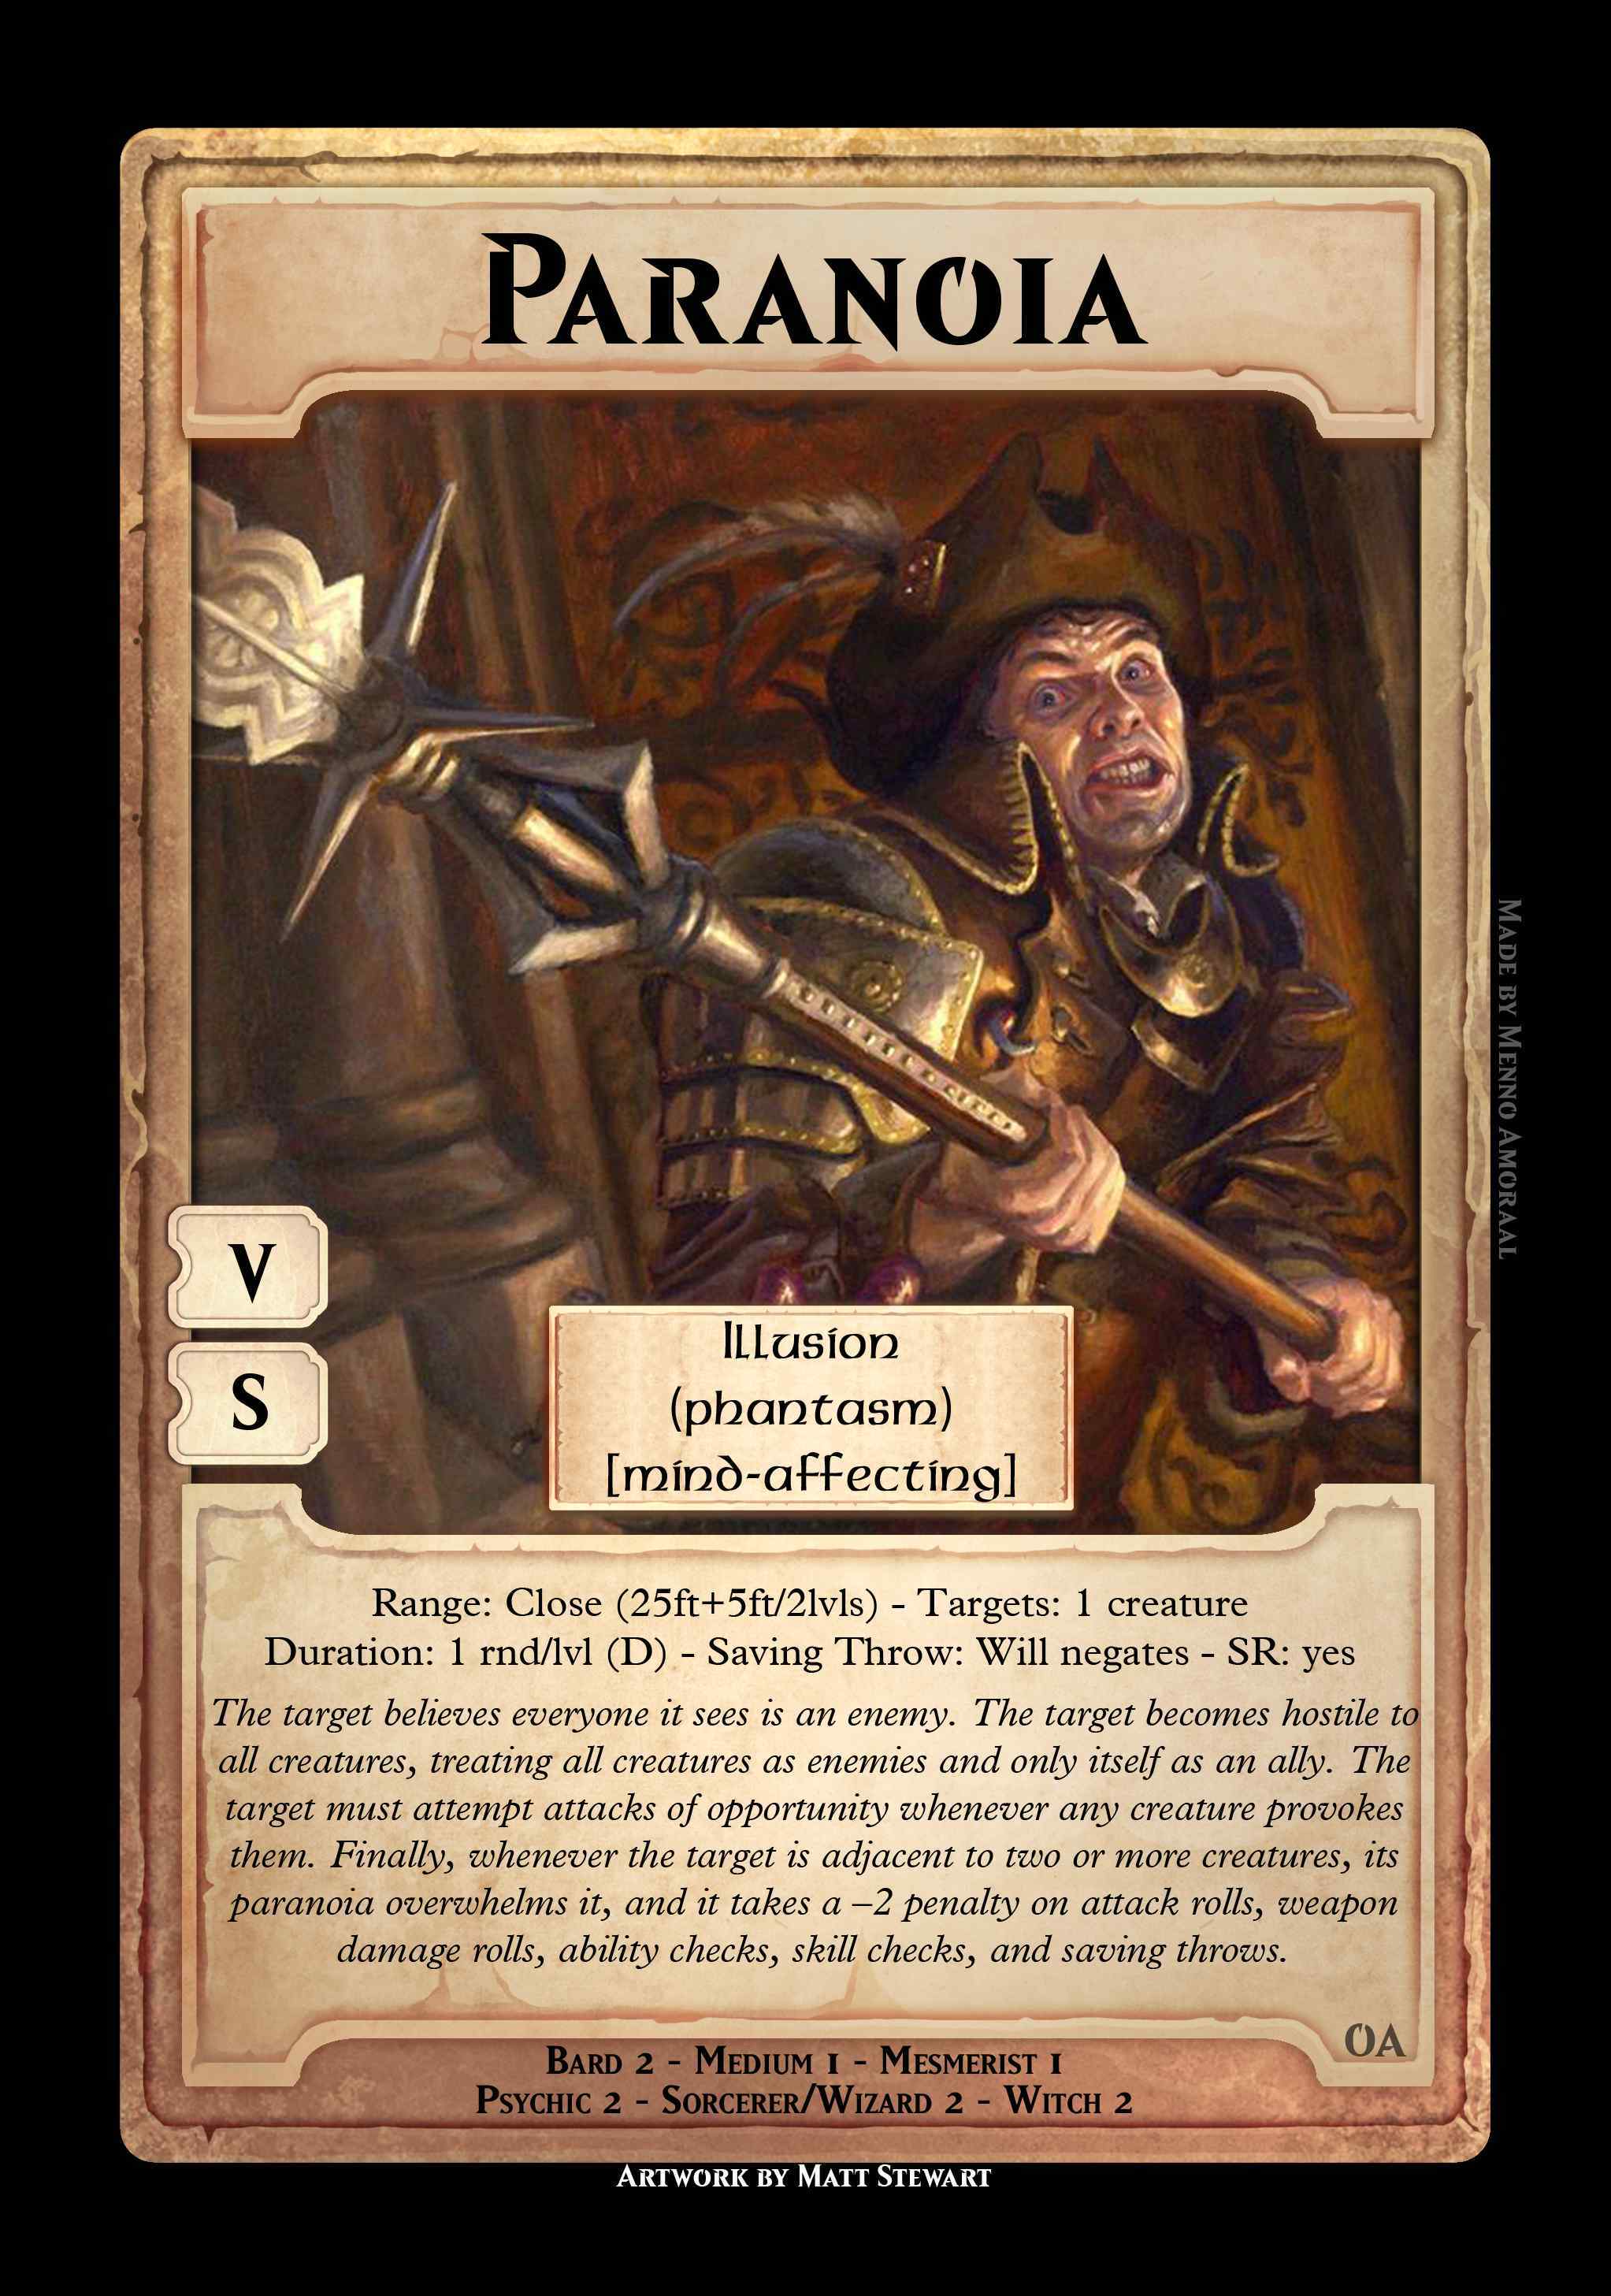 Paranoia
V
S
Illusion
(phantasm)
[mind-affecting]
Range: Close (25ft+5ft/2lvls) - Targets: 1 creature
Duration: 1 rnd/lvl (D) - Saving Throw: Will negates - SR: yes
The target believes everyone it sees is an enemy. The target becomes hostile to
all creatures, treating all creatures as enemies and only itself as an ally. The
target must attempt attacks of opportunity whenever any creature provokes
them. Finally, whenever the target is adjacent to two or more creatures, its
paranoia overwhelms it, and it takes a –2 penalty on attack rolls, weapon
damage rolls, ability checks, skill checks, and saving throws.
OA
Bard 2 - Medium 1 - Mesmerist 1
Psychic 2 - Sorcerer/Wizard 2 - Witch 2
Artwork by Matt Stewart
Made by Menno Amoraal